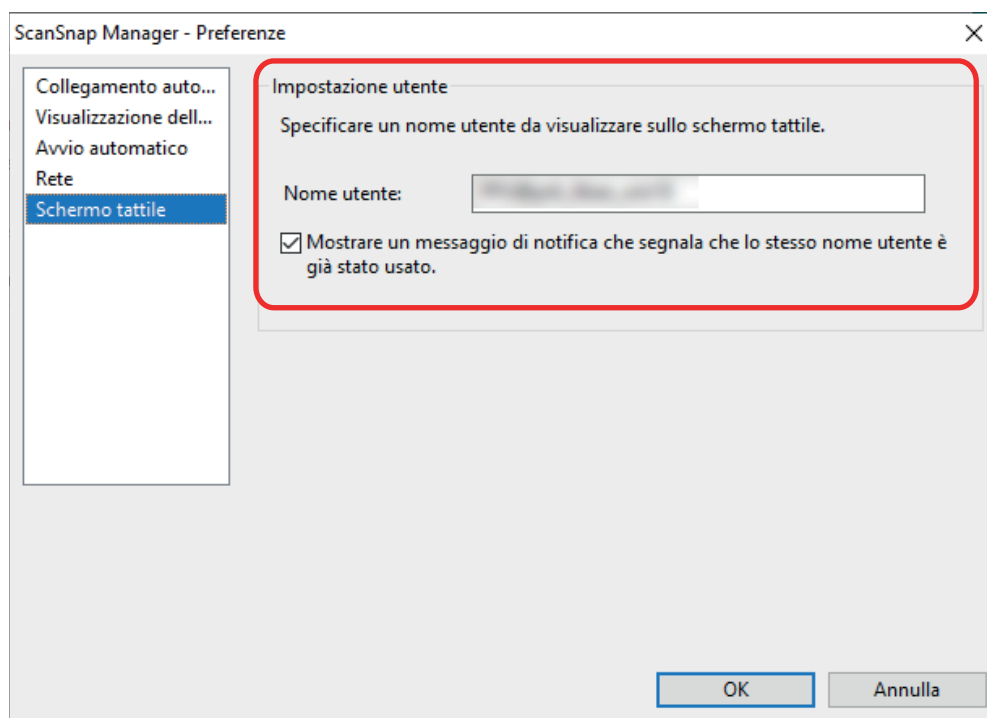 ScanSnap Manager - Preferenze
Collegamento auto...
Visualizzazione dell...
Avvio automatico
Rete
Schermo tattile
Impostazione utente
Specificare un nome utente da visualizzare sullo schermo tattile.
Nome utente:
Mostrare un messaggio di notifica che segnala che lo stesso nome utente è
già stato usato.
OK
Annulla